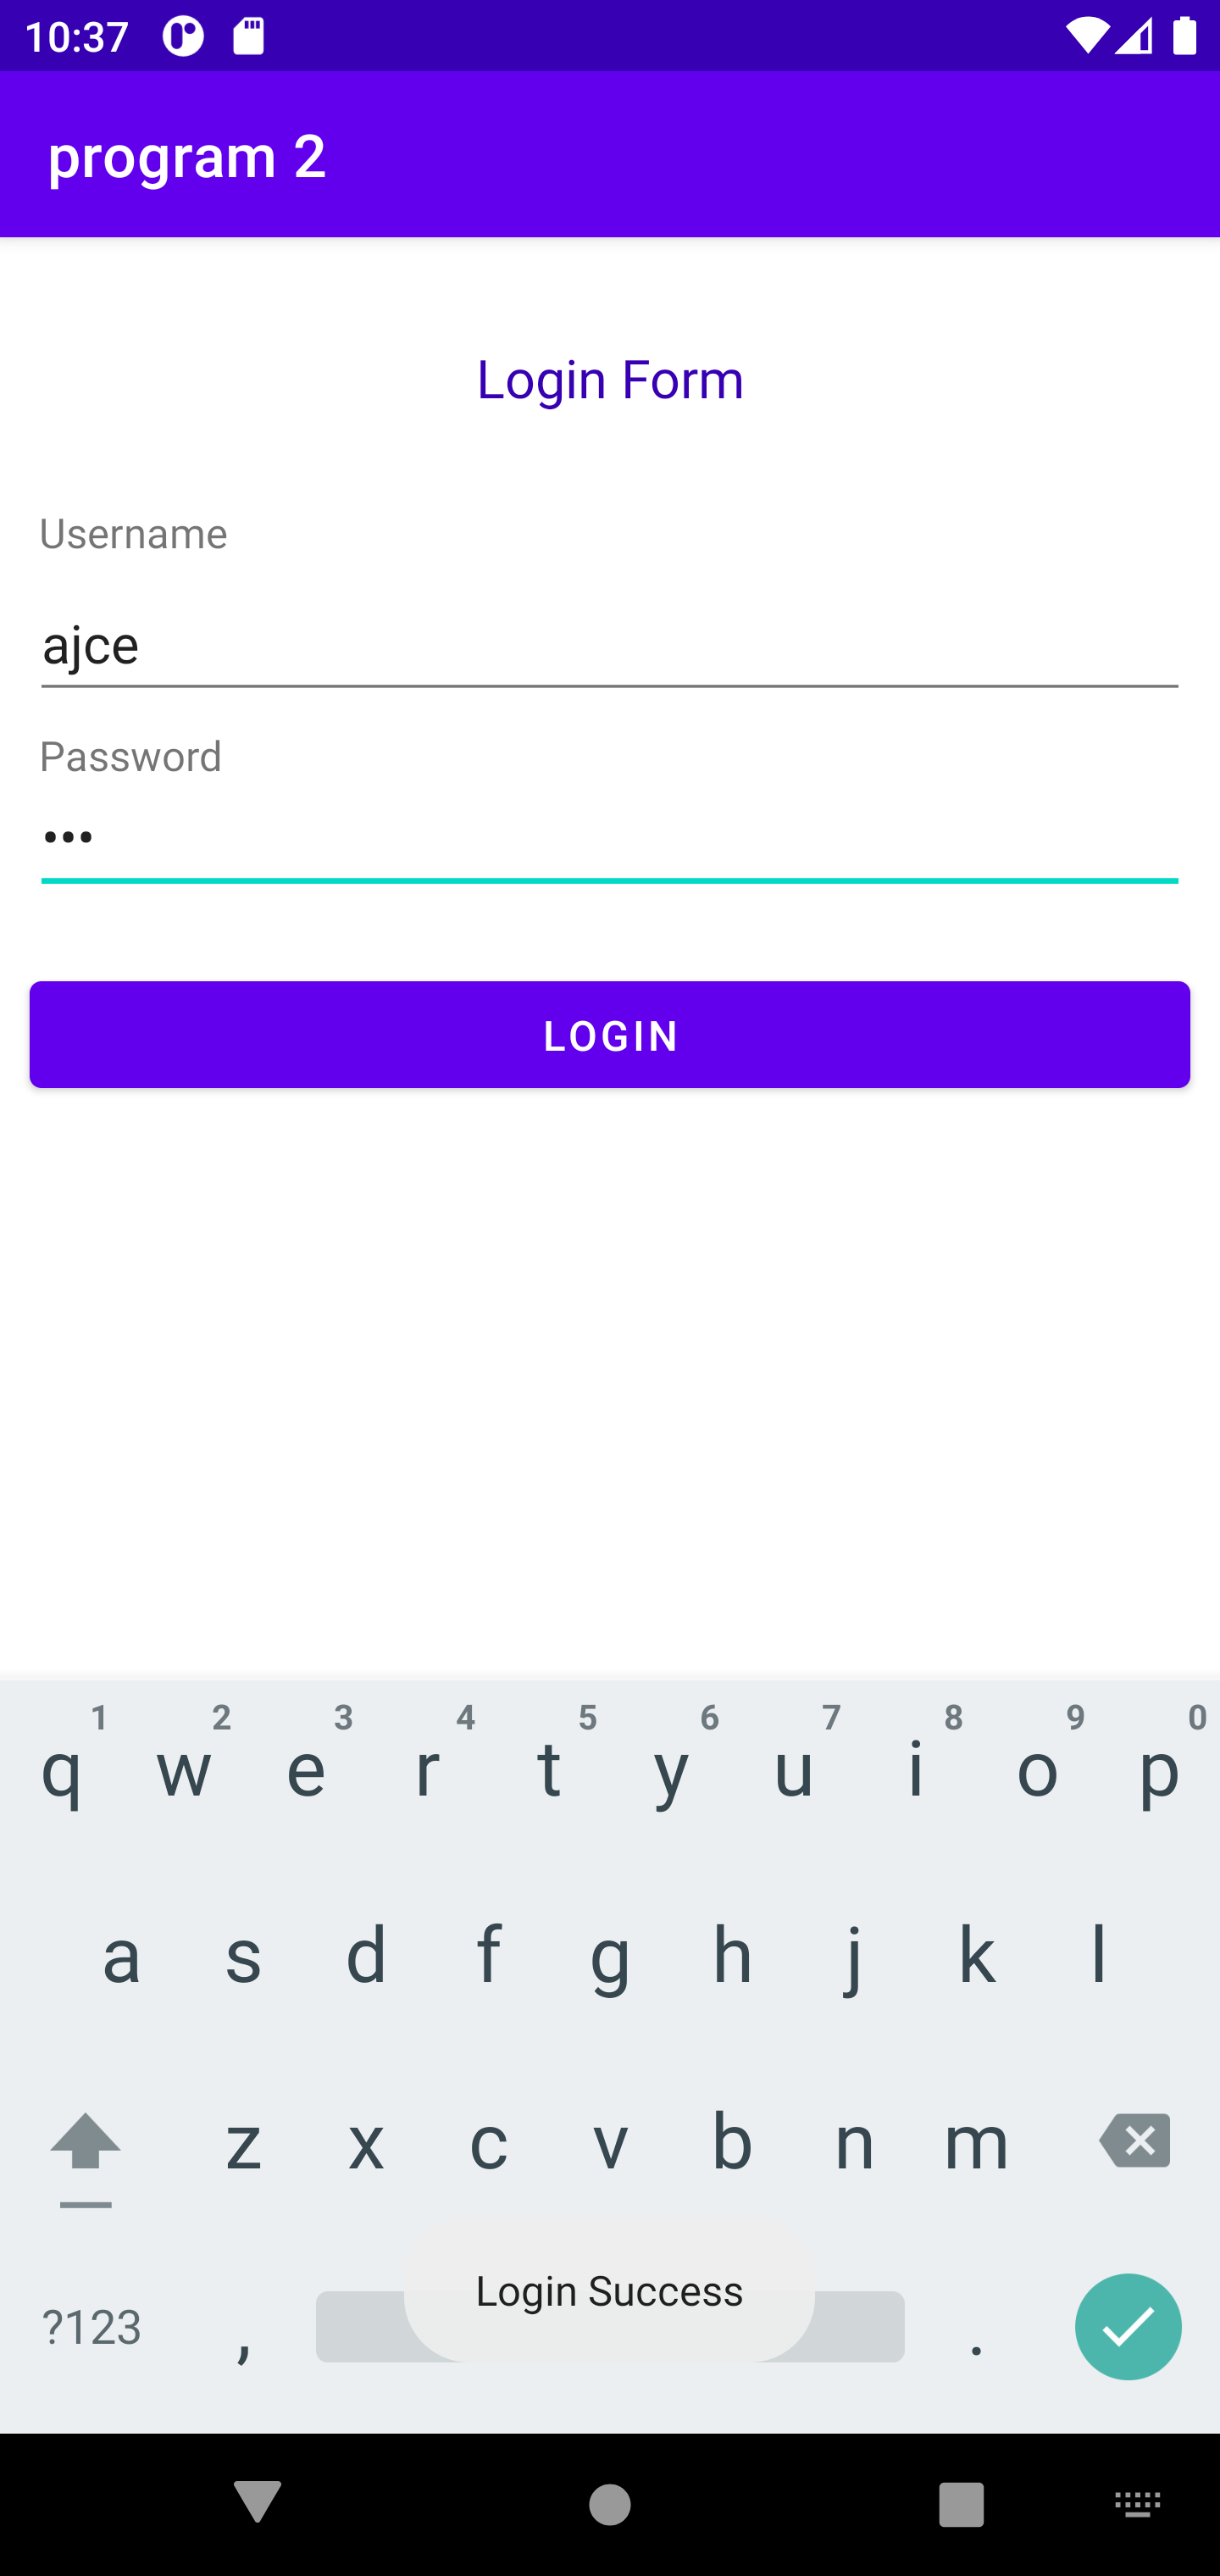 10:37
program 2
Login Form
Username
ajce
Password
•••
LOGIN
1 2 3 4 5 6 7 8 9 0
q w e r t y u i o p
a s d f g h j k l
z x c v b n m
Login Success
?123 , .